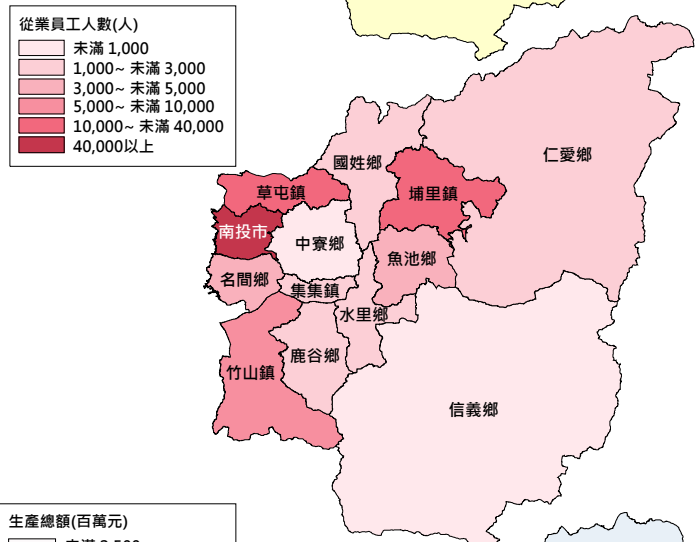 從業員工人數(人)
未滿 1,000
1,000~ 未滿 3,000
3,000~ 未滿 5,000
5,000~ 未滿 10,000
10,000~ 未滿 40,000
40,000以上
仁愛鄉
國姓鄉
草屯鎮
埔里鎮
南投市
中寮鄉
魚池鄉
名間鄉
集集鎮
水里鄉
鹿谷鄉
竹山鎮
信義鄉
生產總額(百萬元)